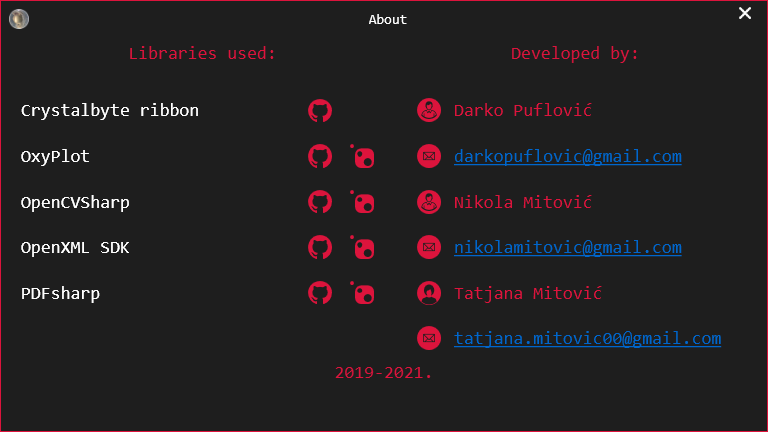 About
Libraries used:
Crystalbyte ribbon
OxyPlot
OpenCVSharp
OpenXML SDK
PDFsharp
Developed by:
Darko Puflović
darkopuflovic@gmail.com
Nikola Mitović
nikolamitovic@gmail.com
Tatjana Mitović
tatjana.mitovic00@gmail.com
2019-2021.